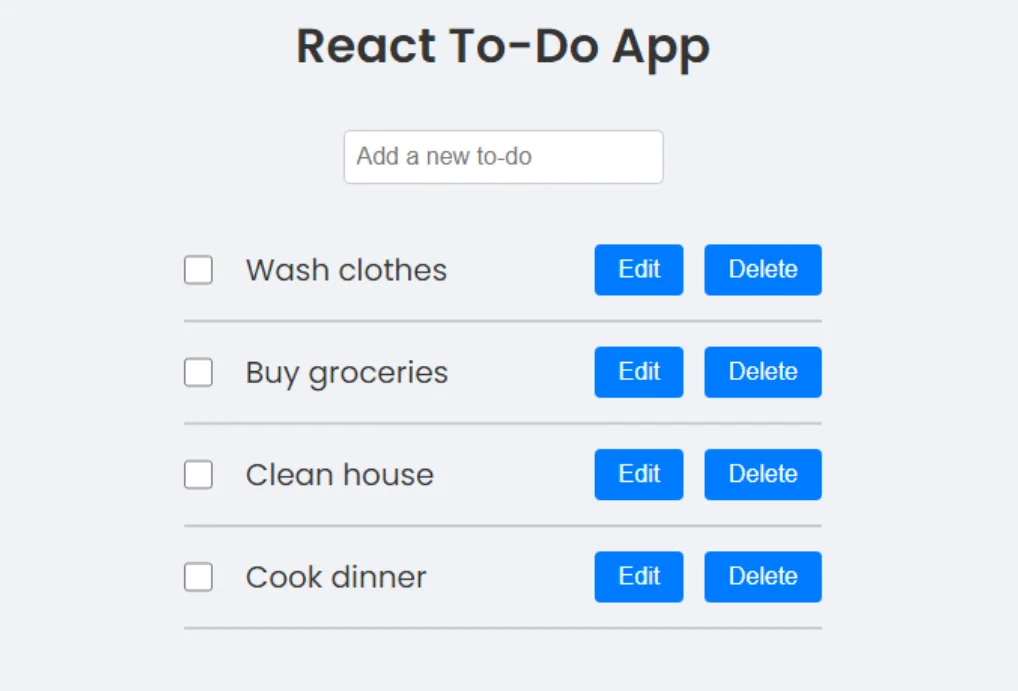 React To-Do App
Add a new to-do
Wash clothes Edit Delete
Buy groceries Edit Delete
Clean house Edit Delete
Cook dinner Edit Delete